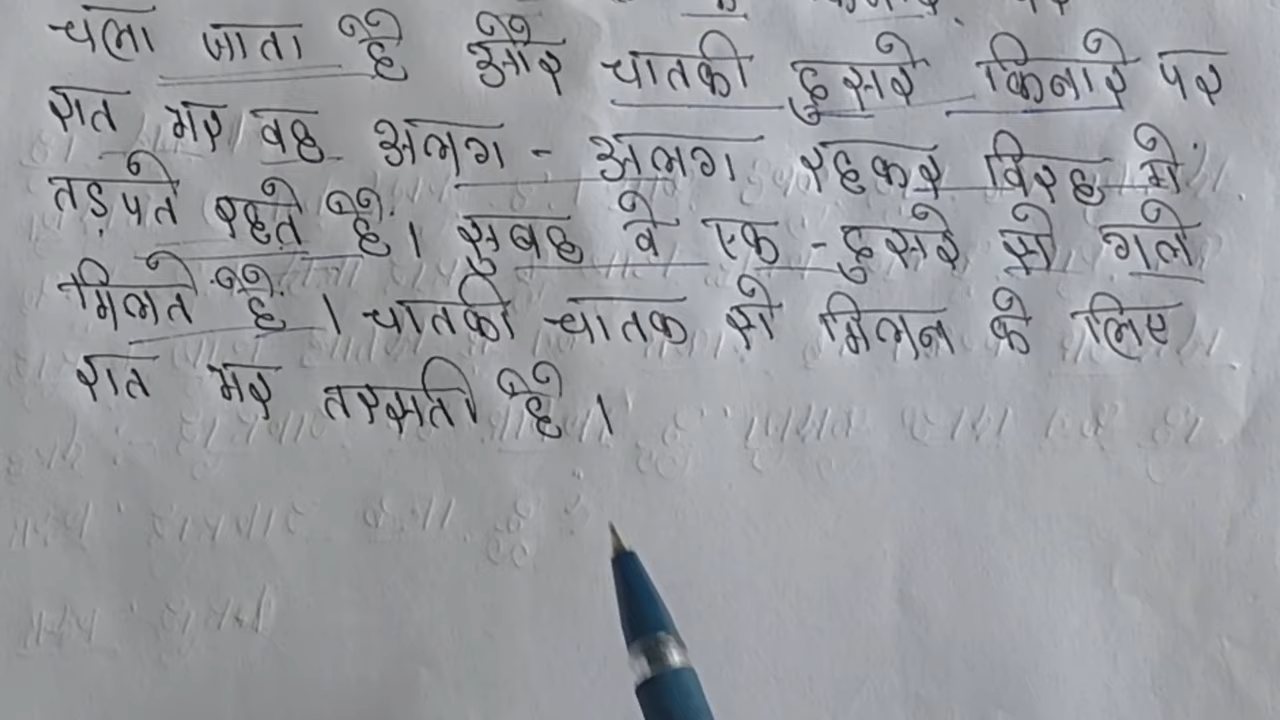 चला जाता है और चातकी दुसरे किनारे पर
रात भर वह अलग - अलग रहकर विरह में
तड़पते रहते हैं। सुबह वे एक - दुसरे से गले
मिलते हैं। चातकी चातक से मिलन के लिए
रात भर तरसती है।